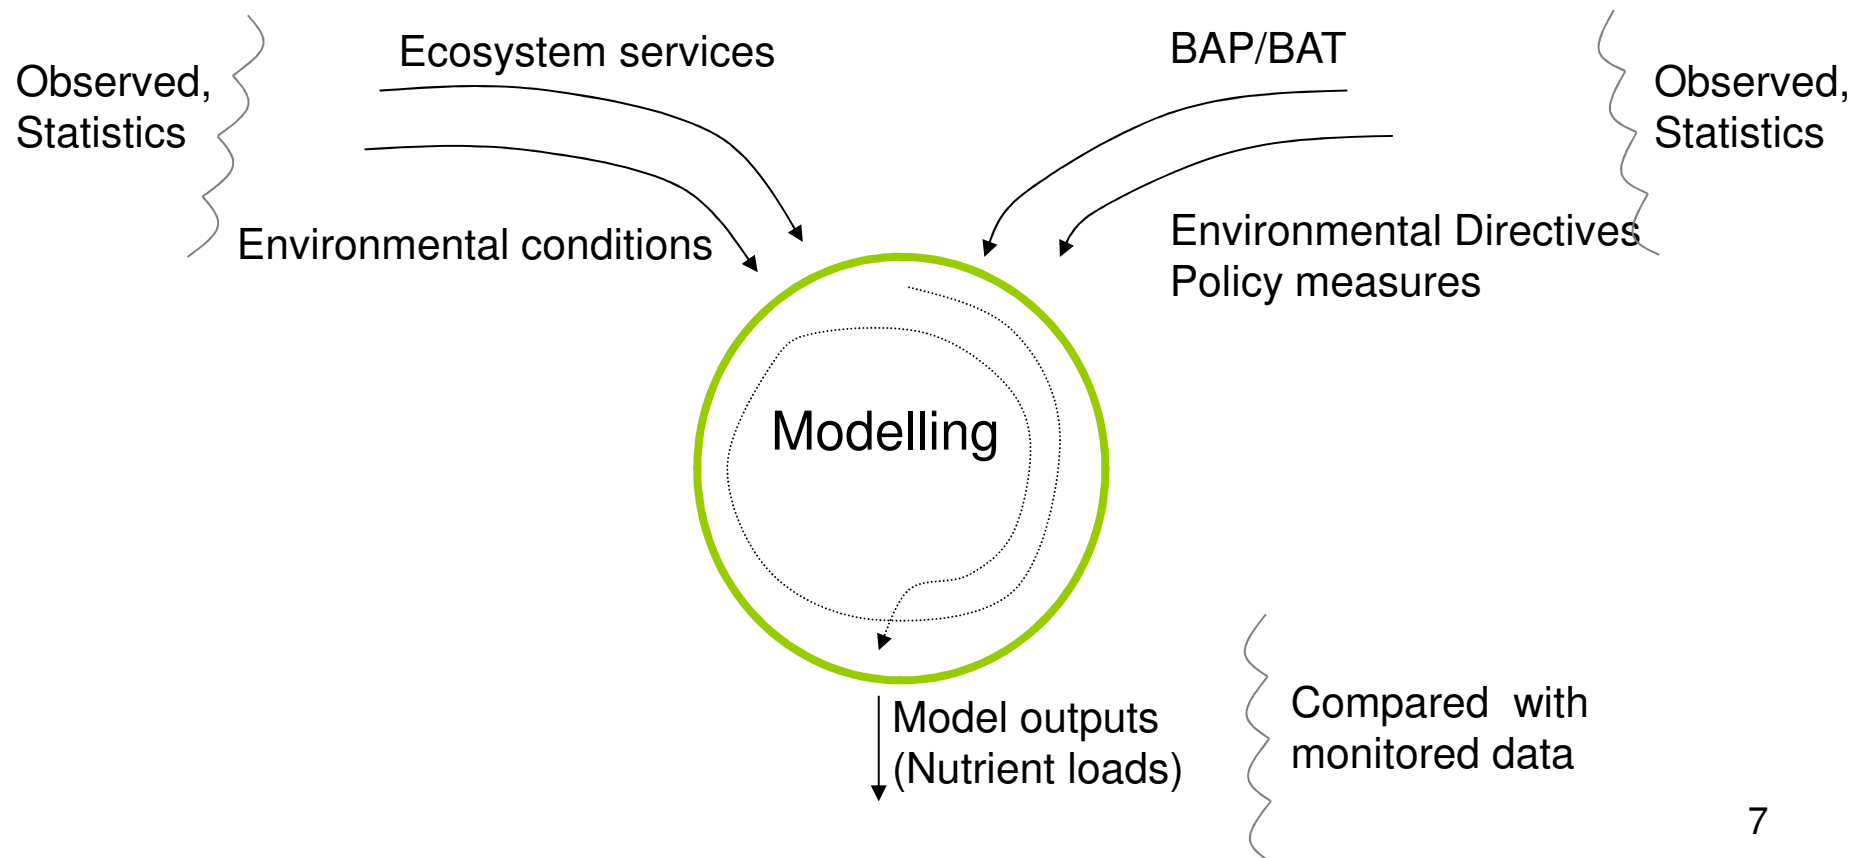 Observed,
Statistics
Ecosystem services
Environmental conditions
BAP/BAT
Environmental Directives
Policy measures
Observed,
Statistics
Modelling
Model outputs
(Nutrient loads)
Compared with
monitored data
7